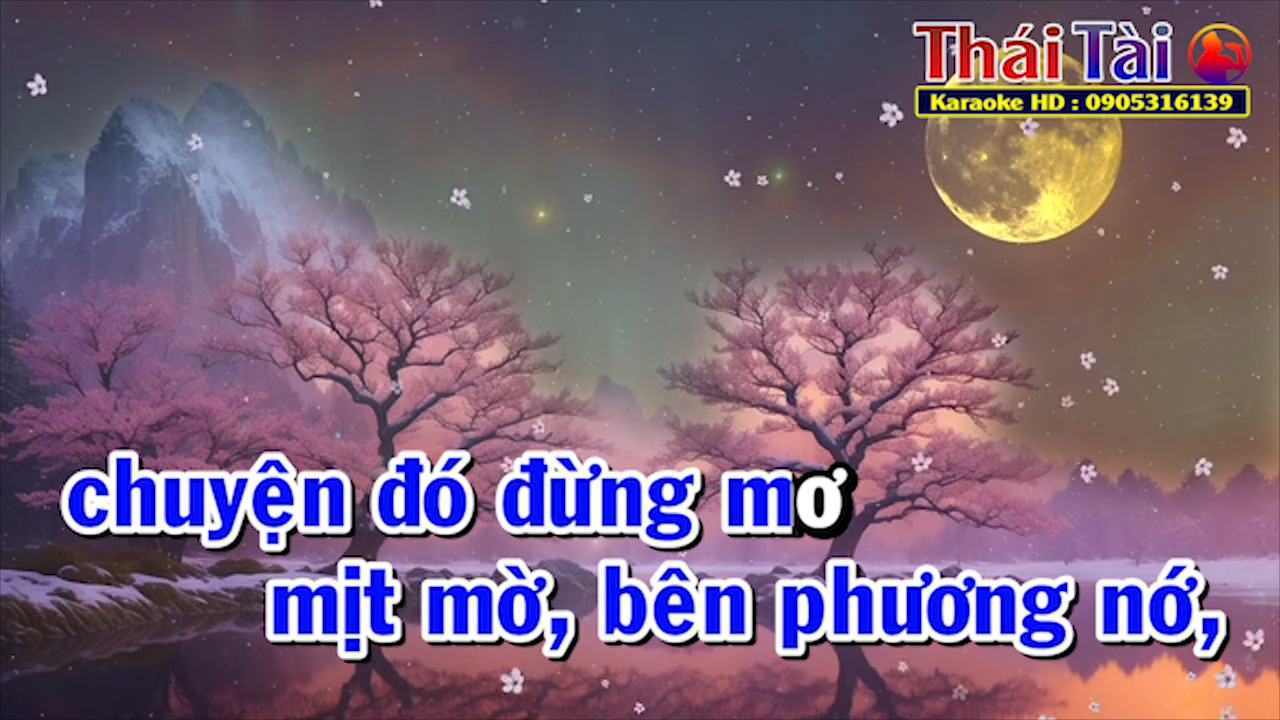 Thái Tài
Karaoke HD : 0905316139
chuyện đó đừng mơ
mịt mờ, bên phương nớ,